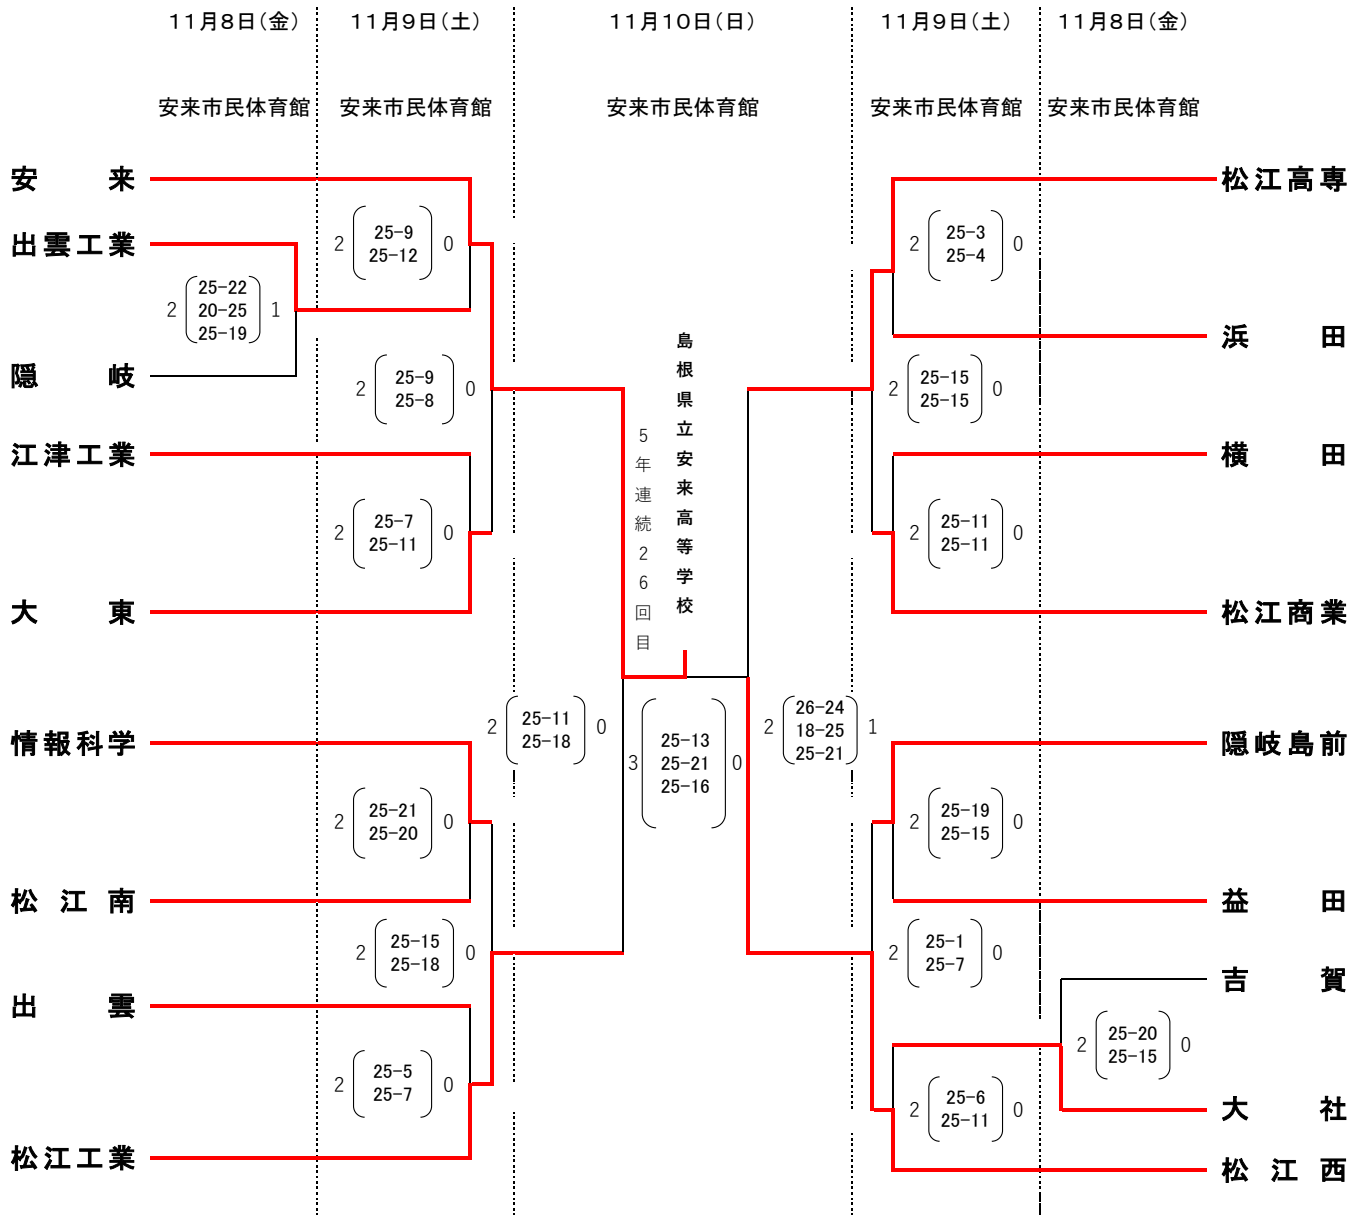 11月8日(金) 11月9日(土) 11月10日(日) 11月9日(土) 11月8日(金)
安来市民体育館 安来市民体育館 安来市民体育館 安来市民体育館 安来市民体育館
安来
出雲工業
隠岐
江津工業
大東
情報科学
松江南
出雲
松江工業
2 25-22 1
20-25
25-19
2 25-9 0
25-12
2 25-9 0
25-8
2 25-7 0
25-11
2 25-21 0
25-20
2 25-15 0
25-18
2 25-5 0
25-7
2 25-11 0
25-18
島根県立安来高等学校
5年連続26回目
3 25-13 0
25-21
25-16
2 26-24 1
18-25
25-21
2 25-3 0
25-4
2 25-15 0
25-15
2 25-11 0
25-11
2 25-19 0
25-15
2 25-1 0
25-7
2 25-6 0
25-11
2 25-20 0
25-15
松江高専
浜田
横田
松江商業
隠岐島前
益田
吉賀
大社
松江西